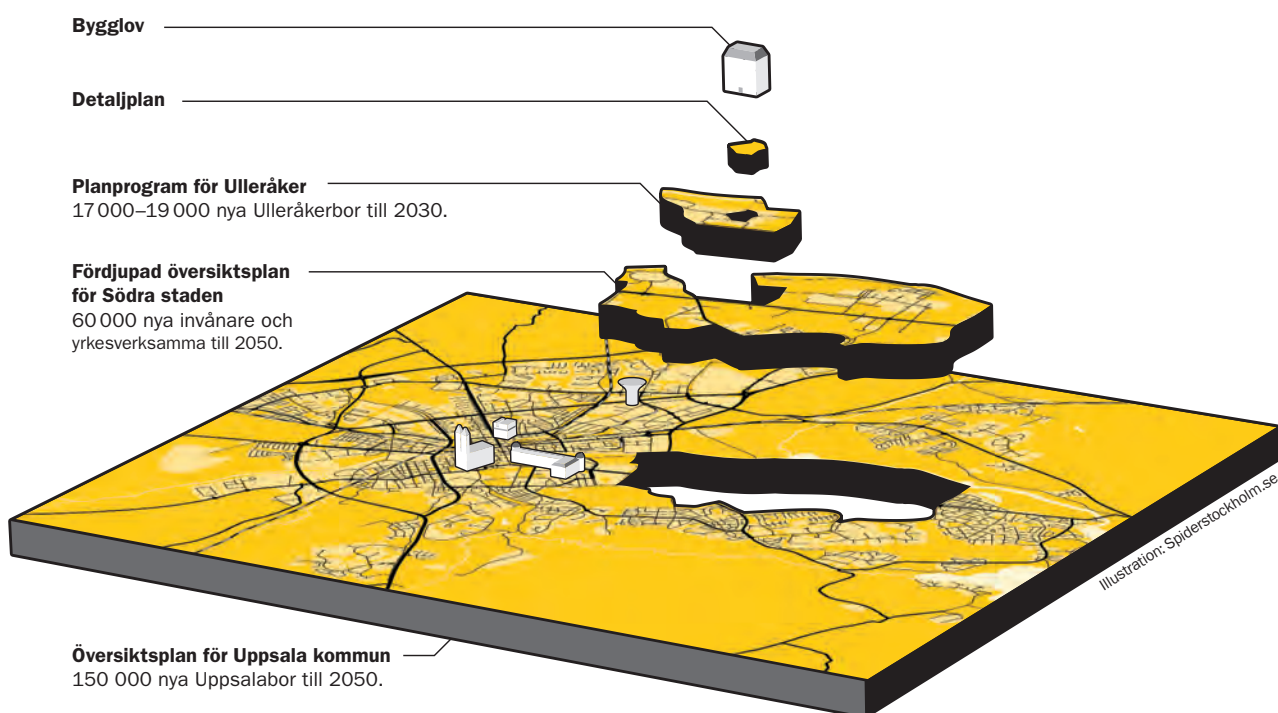 Bygglov
Detaljplan
Planprogram för Ulleråker
17 000–19 000 nya Ulleråkerbor till 2030.
Fördjupad översiktsplan
för Södra staden
60 000 nya invånare och
yrkesverksamma till 2050.
Illustration: Spiderstockholm.se
Översiktsplan för Uppsala kommun
150 000 nya Uppsalabor till 2050.